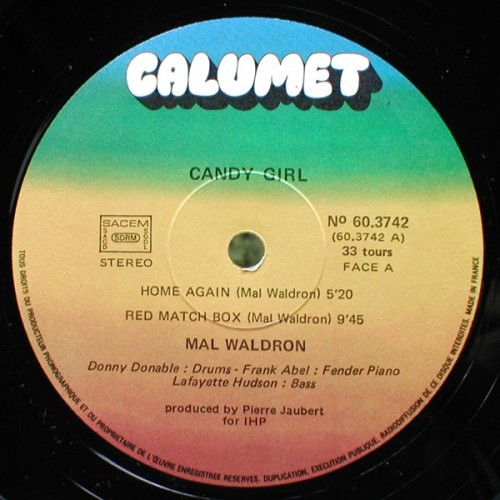 CALUMET
CANDY GIRL
SACEM
SACD SDRM SGDL
STEREO
Nº 60.3742
(60.3742 A)
33 tours
FACE A
HOME AGAIN (Mal Waldron) 5'20
RED MATCH BOX (Mal Waldron) 9'45
MAL WALDRON
Donny Donable : Drums - Frank Abel : Fender Piano
Lafayette Hudson : Bass
produced by Pierre Jaubert
for IHP
TOUS DROITS DU PRODUCTEUR PHONOGRAPHIQUE ET DU PROPRIETAIRE DE L'ŒUVRE ENREGISTREE RESERVES. DUPLICATION, EXECUTION PUBLIQUE, RADIODIFFUSION DE CE DISQUE INTERDITES. MADE IN FRANCE